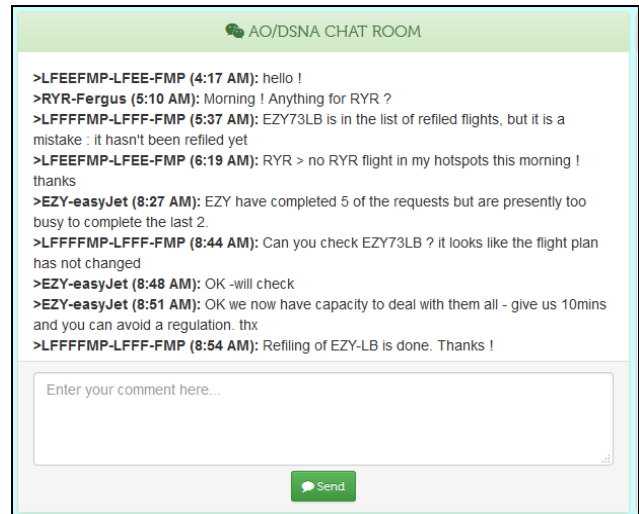 AO/DSNA CHAT ROOM
>LFEEFMP-LFEE-FMP (4:17 AM): hello !
>RYR-Fergus (5:10 AM): Morning ! Anything for RYR ?
>LFFFFMP-LFFF-FMP (5:37 AM): EZY73LB is in the list of refiled flights, but it is a
mistake : it hasn't been refiled yet
>LFEEFMP-LFEE-FMP (6:19 AM): RYR > no RYR flight in my hotspots this morning !
thanks
>EZY-easyJet (8:27 AM): EZY have completed 5 of the requests but are presently too
busy to complete the last 2.
>LFFFFMP-LFFF-FMP (8:44 AM): Can you check EZY73LB ? it looks like the flight plan
has not changed
>EZY-easyJet (8:48 AM): OK -will check
>EZY-easyJet (8:51 AM): OK we now have capacity to deal with them all - give us 10mins
and you can avoid a regulation. thx
>LFFFFMP-LFFF-FMP (8:54 AM): Refiling of EZY-LB is done. Thanks !
Enter your comment here...
Send